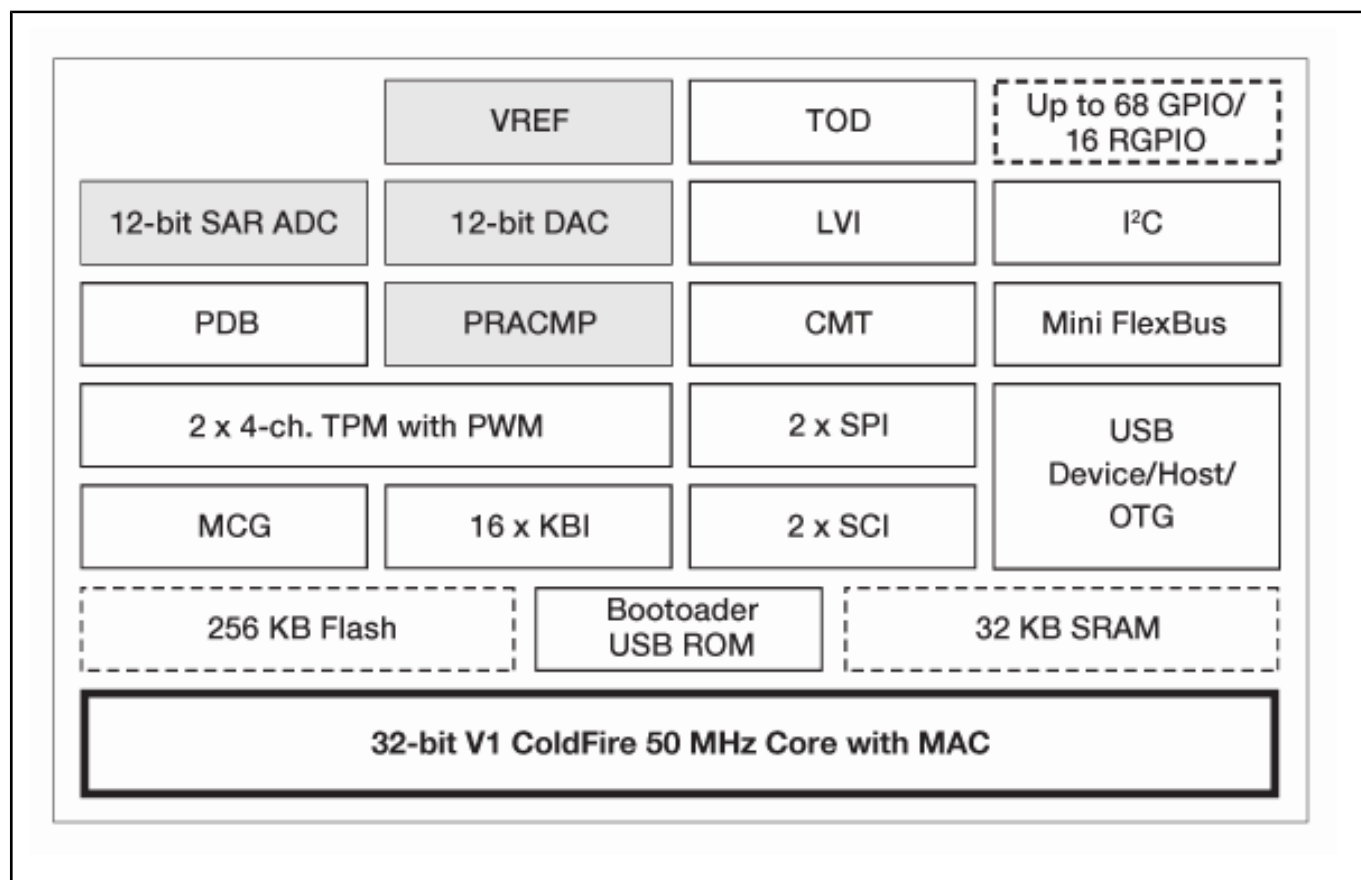 VREF
TOD
Up to 68 GPIO/
16 RGPIO
12-bit SAR ADC
12-bit DAC
LVI
I²C
PDB
PRACMP
CMT
Mini FlexBus
2 x 4-ch. TPM with PWM
2 x SPI
USB
Device/Host/
OTG
MCG
16 x KBI
2 x SCI
256 KB Flash
Bootoader
USB ROM
32 KB SRAM
32-bit V1 ColdFire 50 MHz Core with MAC